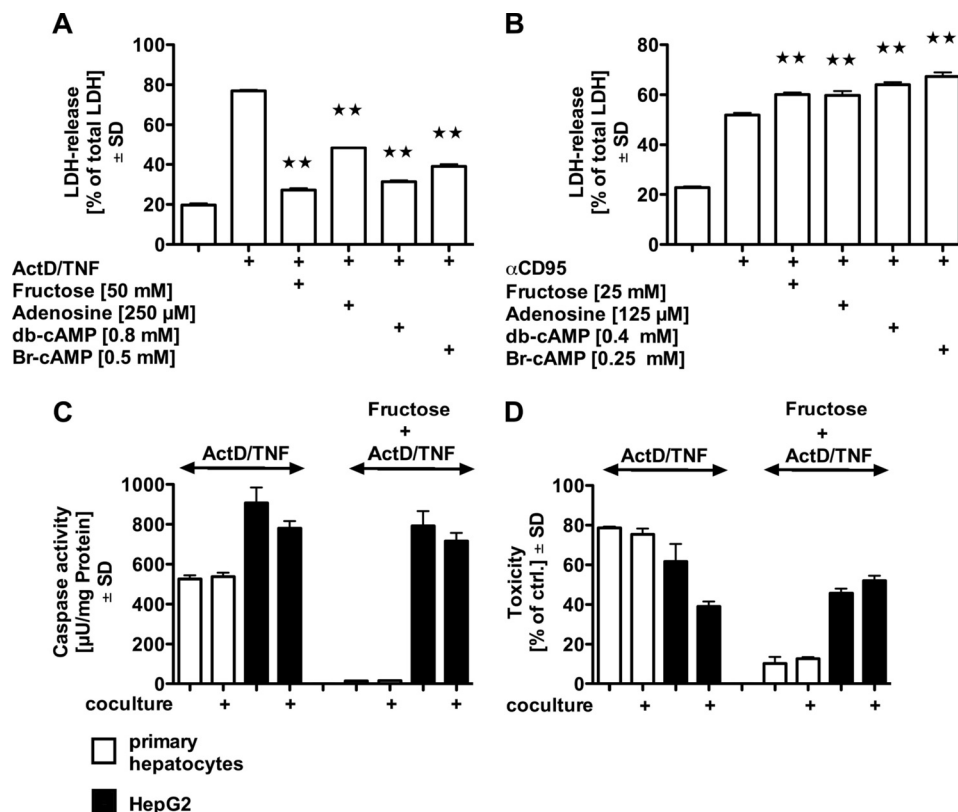 A
LDH-release
[% of total LDH]
± SD
100
80
60
40
20
0
★★
★★
★★
★★
ActD/TNF + + + + +
Fructose [50 mM] +
Adenosine [250 µM] +
db-cAMP [0.8 mM] +
Br-cAMP [0.5 mM] +
B
LDH-release
[% of total LDH]
± SD
80
60
40
20
0
★★
★★
★★
★★
αCD95 + + + + +
Fructose [25 mM] +
Adenosine [125 µM] +
db-cAMP [0.4 mM] +
Br-cAMP [0.25 mM] +
C
Fructose
+
ActD/TNF ActD/TNF
Caspase activity
[µU/mg Protein]
± SD
1000
800
600
400
200
0
coculture + + + +
D
Fructose
+
ActD/TNF ActD/TNF
Toxicity
[% of ctrl.] ± SD
100
80
60
40
20
0
coculture + + + +
primary
hepatocytes
HepG2